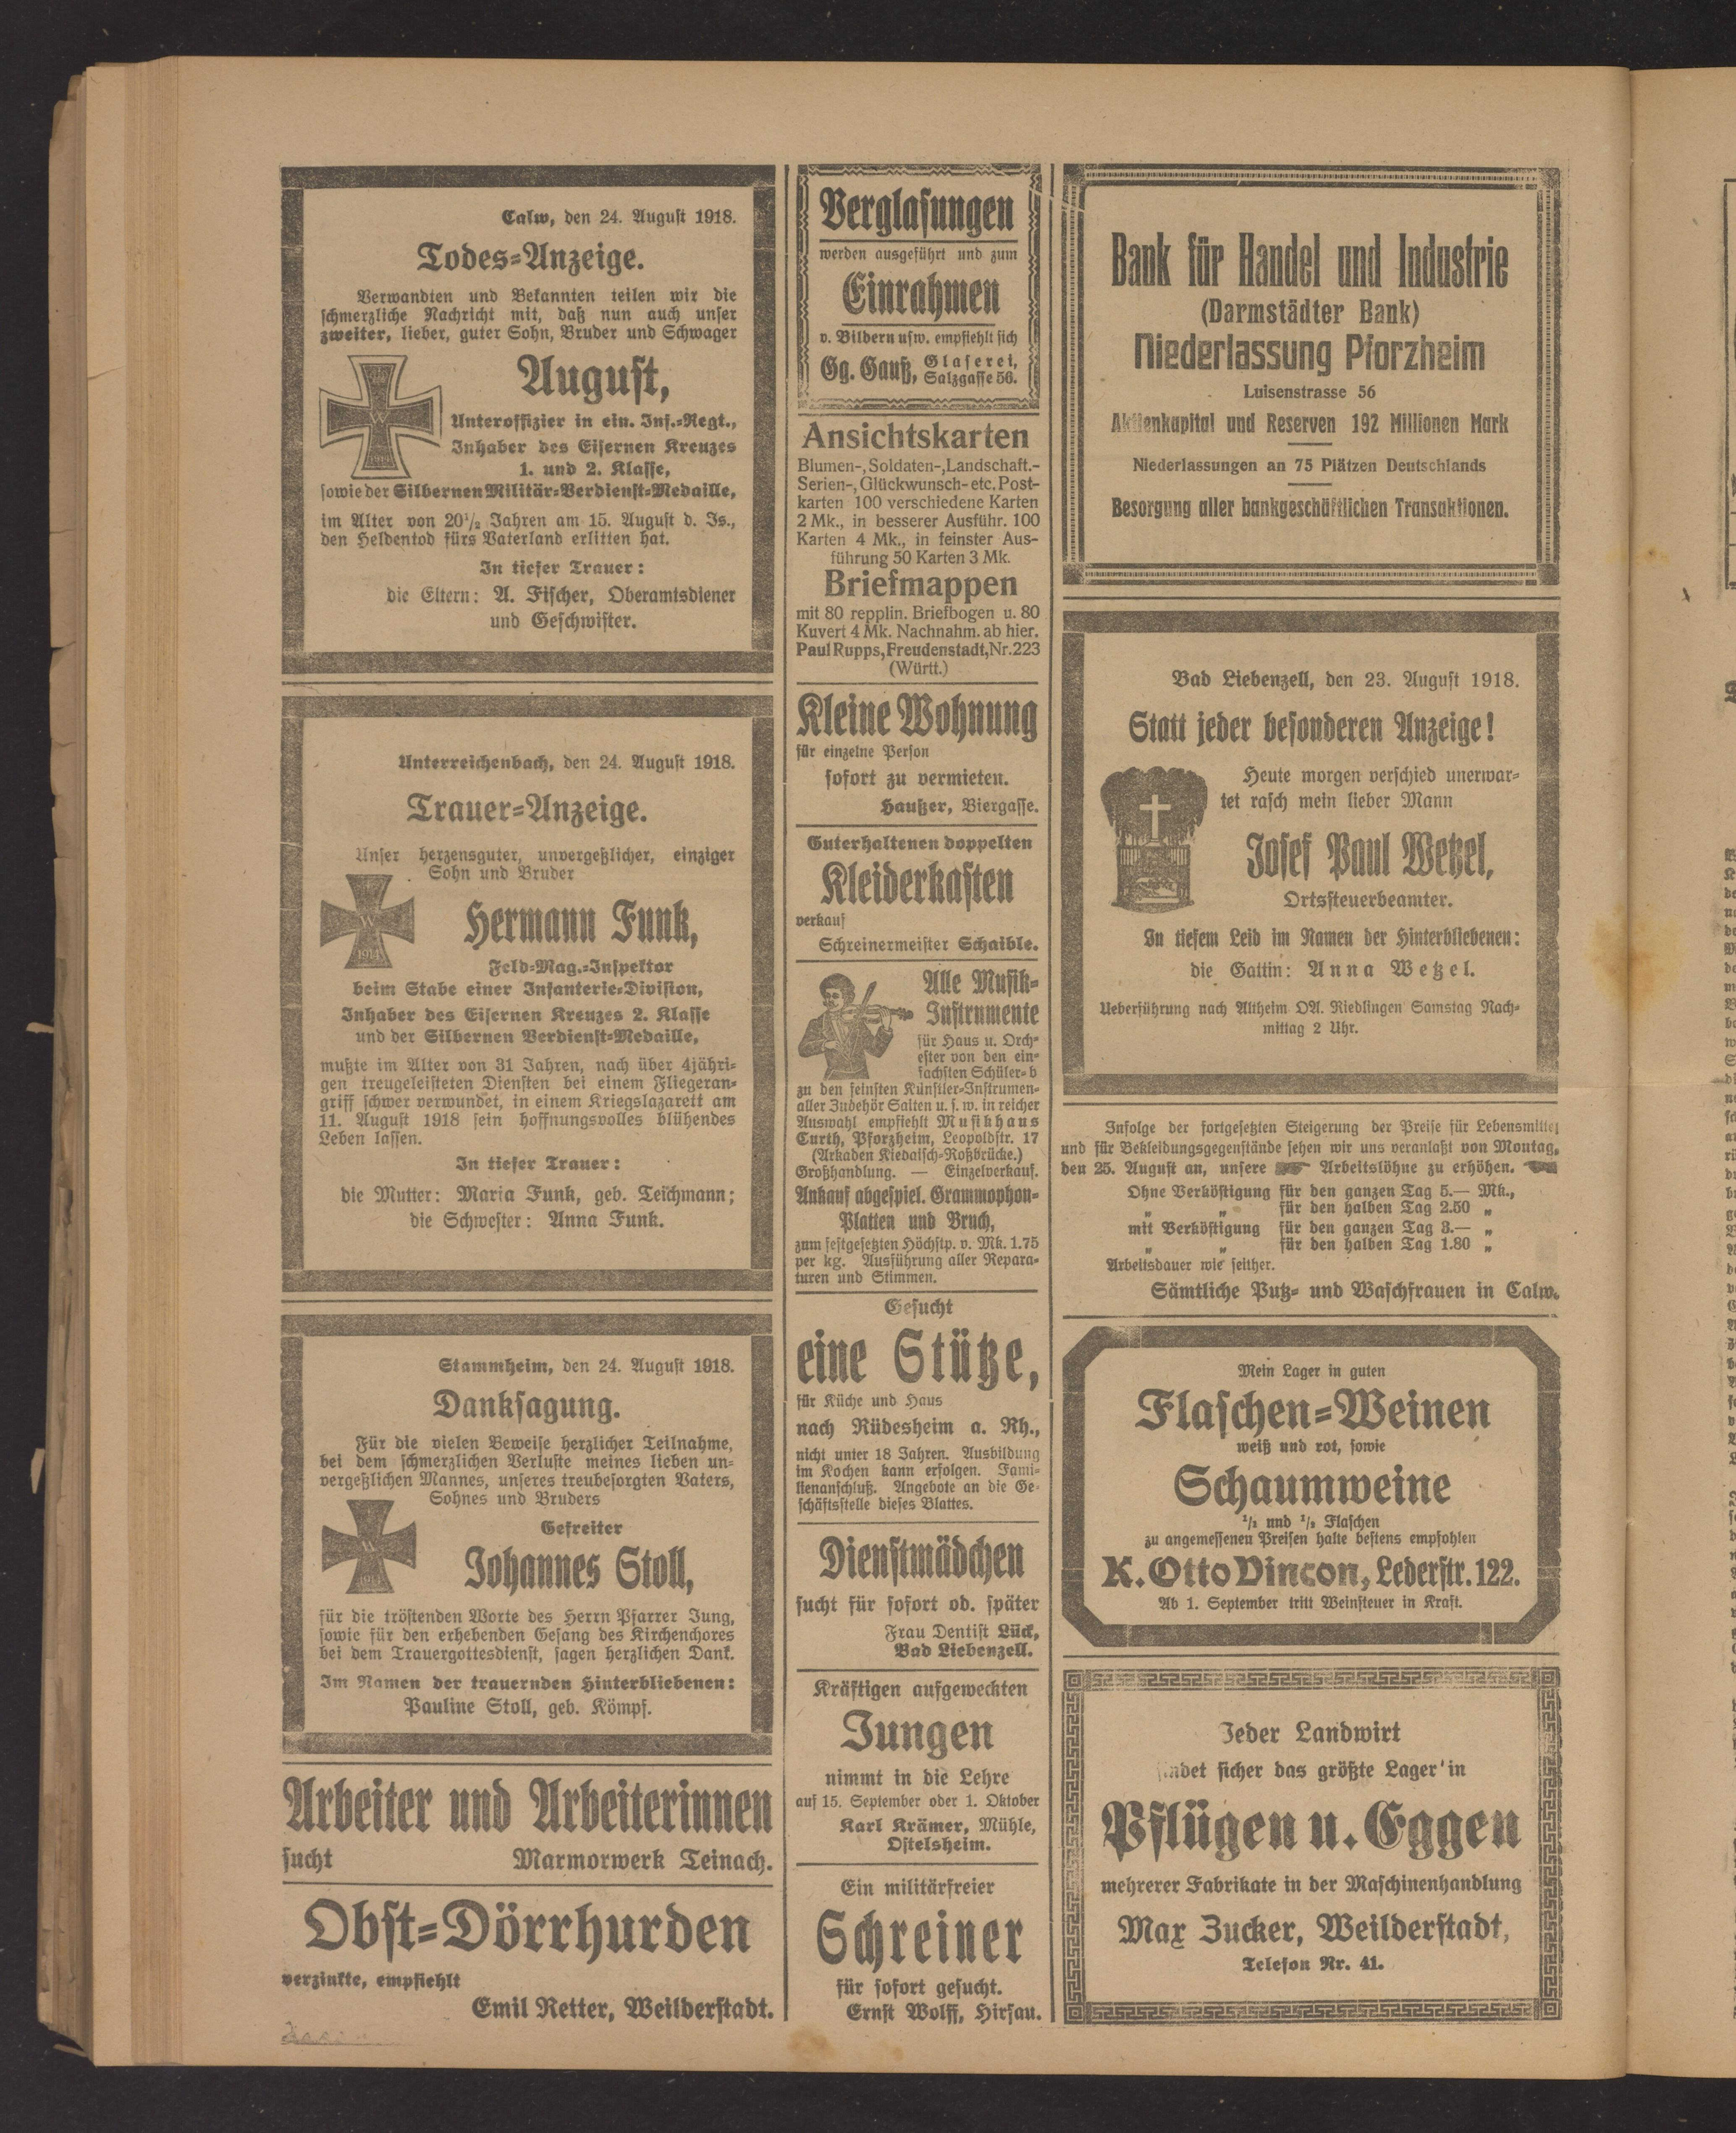 Calw, den 24. August 1918.
Todes-Anzeige.
Verwandten und Bekannten teilen wir die
schmerzliche Nachricht mit, daß nun auch unser
zweiter, lieber, guter Sohn, Bruder und Schwager
August,
Unteroffizier in ein. Inf.-Regt.,
Inhaber des Eisernen Kreuzes
1. und 2. Klasse,
sowie der Silbernen Militär-Verdienst-Medaille,
im Alter von 20½ Jahren am 15. August d. Js.,
den Heldentod fürs Vaterland erlitten hat.
In tiefer Trauer:
die Eltern: A. Fischer, Oberamtsdiener
und Geschwister.
Unterreichenbach, den 24. August 1918.
Trauer-Anzeige.
Unser herzensguter, unvergeßlicher, einziger
Sohn und Bruder
Hermann Funk,
Feld-Mag.-Inspektor
beim Stabe einer Infanterie-Division,
Inhaber des Eisernen Kreuzes 2. Klasse
und der Silbernen Verdienst-Medaille,
mußte im Alter von 31 Jahren, nach über 4jähri-
gen treugeleisteten Diensten bei einem Fliegeran-
griff schwer verwundet, in einem Kriegslazarett am
11. August 1918 sein hoffnungsvolles blühendes
Leben lassen.
In tiefer Trauer:
die Mutter: Maria Funk, geb. Teichmann;
die Schwester: Anna Funk.
Stammheim, den 24. August 1918.
Danksagung.
Für die vielen Beweise herzlicher Teilnahme,
bei dem schmerzlichen Verluste meines lieben un-
vergeßlichen Mannes, unseres treubesorgten Vaters,
Sohnes und Bruders
Gefreiter
Johannes Stoll,
für die tröstenden Worte des Herrn Pfarrer Jung,
sowie für den erhebenden Gesang des Kirchenchores
bei dem Trauergottesdienst, sagen herzlichen Dank.
Im Namen der trauernden Hinterbliebenen:
Pauline Stoll, geb. Kömpf.
Arbeiter und Arbeiterinnen
sucht Marmorwerk Teinach.
Obst-Dörrhurden
verzinkte, empfiehlt
Emil Retter, Weilderstadt.
Verglasungen
werden ausgeführt und zum
Einrahmen
v. Bildern usw. empfiehlt sich
Gg. Gauß, Glaserei,
Salzgasse 56.
Ansichtskarten
Blumen-, Soldaten-, Landschaft.-
Serien-, Glückwunsch- etc. Post-
karten 100 verschiedene Karten
2 Mk., in besserer Ausführ. 100
Karten 4 Mk., in feinster Aus-
führung 50 Karten 3 Mk.
Briefmappen
mit 80 repplin. Briefbogen u. 80
Kuvert 4 Mk. Nachnahm. ab hier.
Paul Rupps, Freudenstadt, Nr. 223
(Württ.)
Kleine Wohnung
für einzelne Person
sofort zu vermieten.
Haußer, Biergasse.
Guterhaltenen doppelten
Kleiderkasten
verkauf
Schreinermeister Schaible.
Alle Musik-
Instrumente
für Haus u. Orch-
ester von den ein-
fachsten Schüler- b
zu den feinsten Künstler-Instrumen-
aller Zubehör Saiten u. s. w. in reicher
Auswahl empfiehlt Musikhaus
Curth, Pforzheim, Leopoldstr. 17
(Arkaden Kiedaisch-Roßbrücke.)
Großhandlung. — Einzelverkauf.
Ankauf abgespiel. Grammophon-
Platten und Bruch,
zum festgesetzten Höchstp. v. Mk. 1.75
per kg. Ausführung aller Repara-
turen und Stimmen.
Gesucht
eine Stütze,
für Küche und Haus
nach Rüdesheim a. Rh.,
nicht unter 18 Jahren. Ausbildung
im Kochen kann erfolgen. Fami-
lienanschluß. Angebote an die Ge-
schäftsstelle dieses Blattes.
Dienstmädchen
sucht für sofort od. später
Frau Dentist Lück,
Bad Liebenzell.
Kräftigen aufgeweckten
Jungen
nimmt in die Lehre
auf 15. September oder 1. Oktober
Karl Krämer, Mühle,
Ostelsheim.
Ein militärfreier
Schreiner
für sofort gesucht.
Ernst Wolff, Hirsau.
Bank für Handel und Industrie
(Darmstädter Bank)
Niederlassung Pforzheim
Luisenstrasse 56
Aktienkapital und Reserven 192 Millionen Mark
Niederlassungen an 75 Plätzen Deutschlands
Besorgung aller bankgeschäftlichen Transaktionen.
Bad Liebenzell, den 23. August 1918.
Statt jeder besonderen Anzeige!
Heute morgen verschied unerwar-
tet rasch mein lieber Mann
Josef Paul Wetzel,
Ortssteuerbeamter.
In tiefem Leid im Namen der Hinterbliebenen:
die Gattin: Anna Wetzel.
Ueberführung nach Altheim OA. Riedlingen Samstag Nach-
mittag 2 Uhr.
Infolge der fortgesetzten Steigerung der Preise für Lebensmittel
und für Bekleidungsgegenstände sehen wir uns veranlaßt von Montag,
den 25. August an, unsere Arbeitslöhne zu erhöhen.
Ohne Verköstigung für den ganzen Tag 5.— Mk.,
" " für den halben Tag 2.50 "
mit Verköstigung für den ganzen Tag 3.— "
" " für den halben Tag 1.80 "
Arbeitsdauer wie seither.
Sämtliche Putz- und Waschfrauen in Calw.
Mein Lager in guten
Flaschen-Weinen
weiß und rot, sowie
Schaumweine
1/1 und 1/2 Flaschen
zu angemessenen Preisen halte bestens empfohlen
K. Otto Vincon, Lederstr. 122.
Ab 1. September tritt Weinsteuer in Kraft.
Jeder Landwirt
findet sicher das größte Lager in
Pflügen u. Eggen
mehrerer Fabrikate in der Maschinenhandlung
Max Zucker, Weilderstadt,
Telefon Nr. 41.